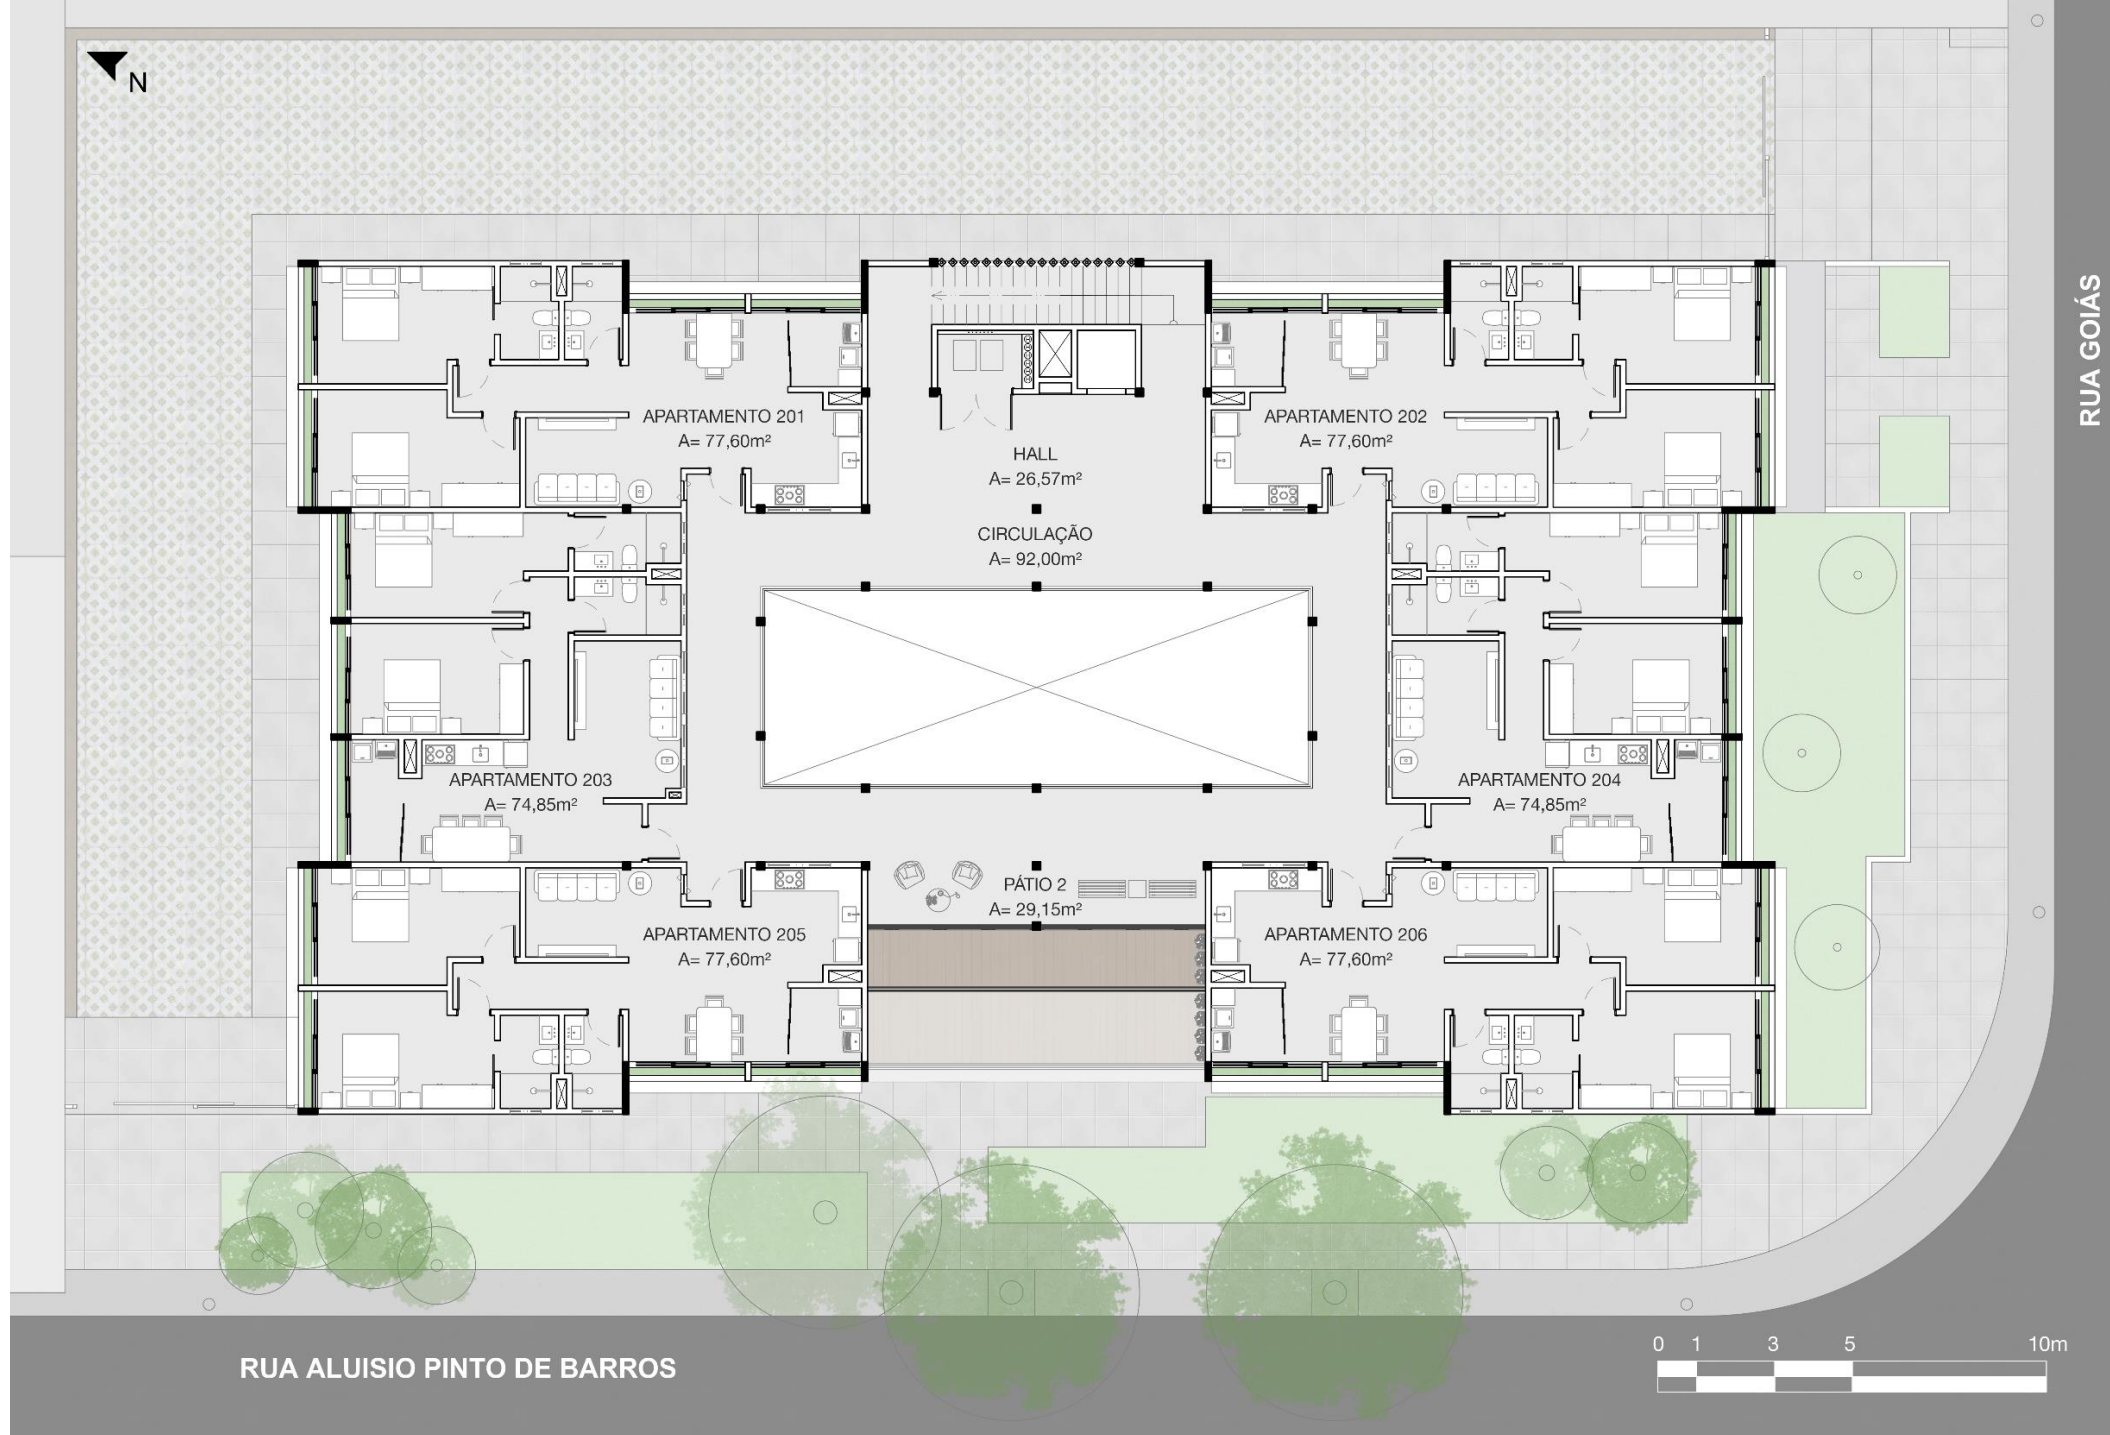 N
RUA GOIÁS
APARTAMENTO 201
A= 77,60m²
APARTAMENTO 202
A= 77,60m²
HALL
A= 26,57m²
CIRCULAÇÃO
A= 92,00m²
APARTAMENTO 203
A= 74,85m²
APARTAMENTO 204
A= 74,85m²
PÁTIO 2
A= 29,15m²
APARTAMENTO 205
A= 77,60m²
APARTAMENTO 206
A= 77,60m²
0 1 3 5 10m
RUA ALUISIO PINTO DE BARROS